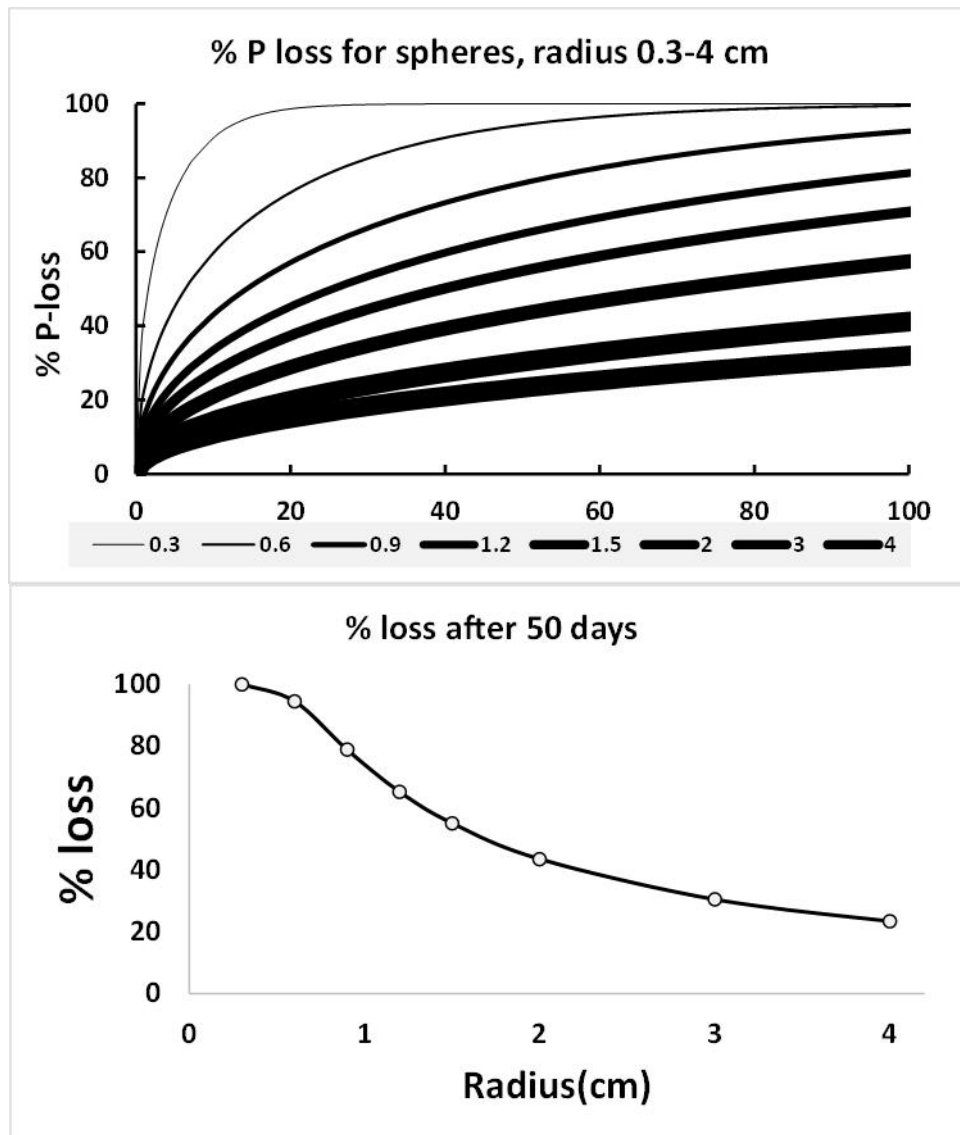 % P loss for spheres, radius 0.3-4 cm
% P-loss
100
80
60
40
20
0
0 20 40 60 80 100
0.3 0.6 0.9 1.2 1.5 2 3 4
% loss after 50 days
% loss
100
80
60
40
20
0
0 1 2 3 4
Radius(cm)